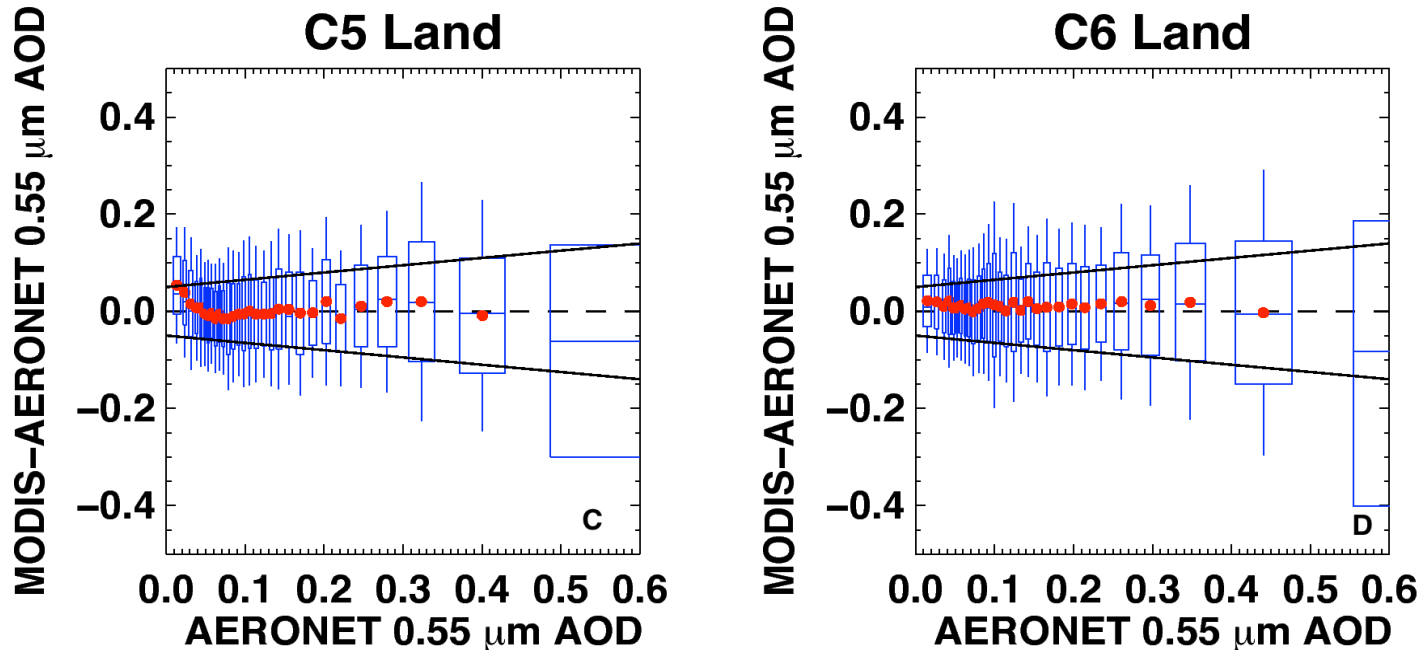 C5 Land
MODIS−AERONET 0.55 μm AOD
0.4
0.2
0.0
−0.2
−0.4
C
0.0 0.1 0.2 0.3 0.4 0.5 0.6
AERONET 0.55 μm AOD
C6 Land
MODIS−AERONET 0.55 μm AOD
0.4
0.2
0.0
−0.2
−0.4
D
0.0 0.1 0.2 0.3 0.4 0.5 0.6
AERONET 0.55 μm AOD